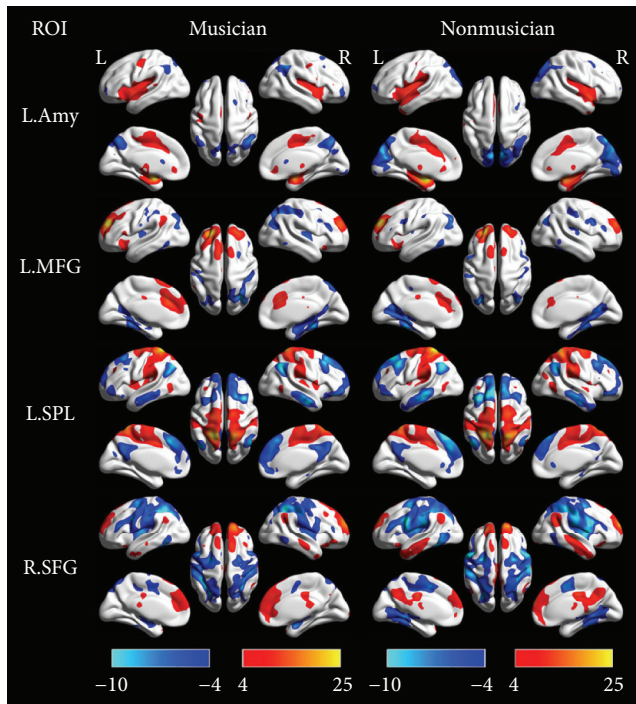 ROI Musician Nonmusician
L R L R
L.Amy
L.MFG
L.SPL
R.SFG
−10 −4 4 25 −10 −4 4 25